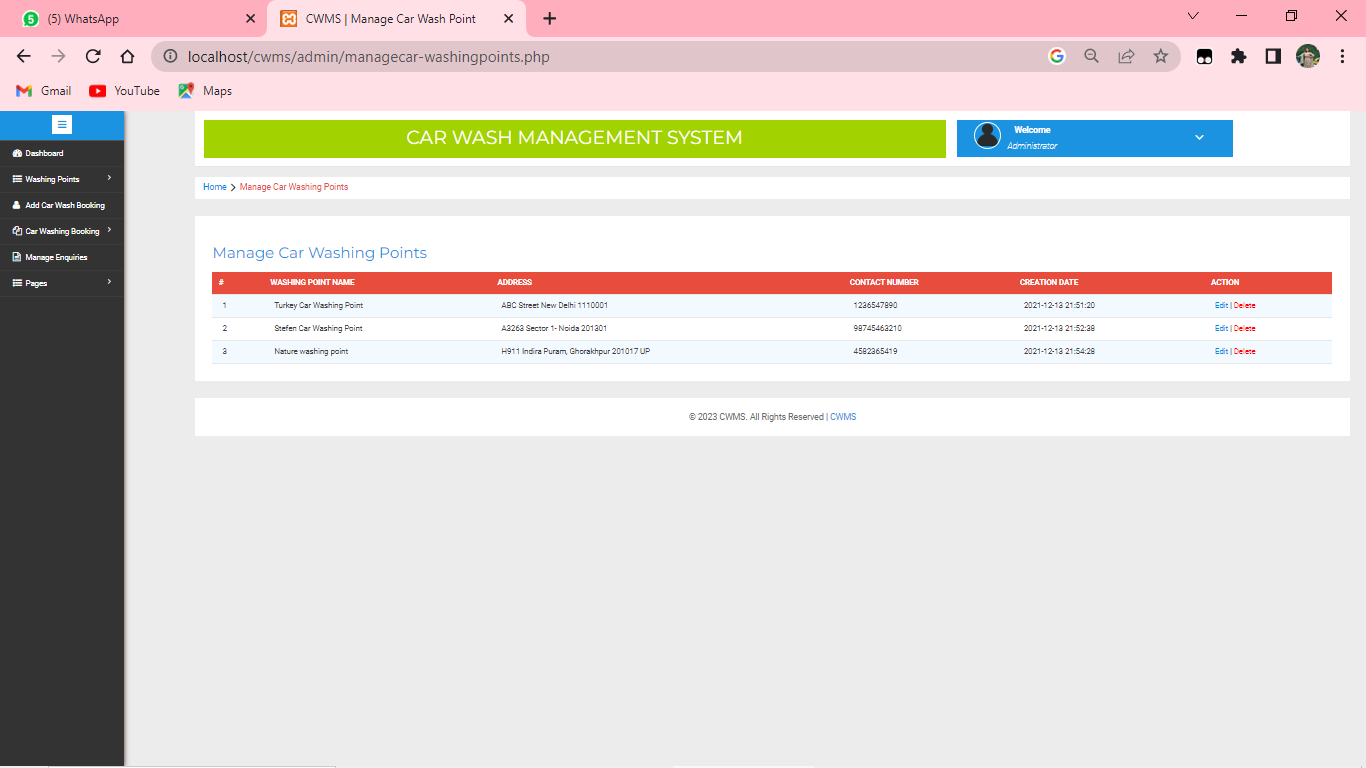 5 (5) WhatsApp
CWMS | Manage Car Wash Point
localhost/cwms/admin/managecar-washingpoints.php
Gmail YouTube Maps
CAR WASH MANAGEMENT SYSTEM
Welcome
Administrator
Dashboard
Washing Points
Add Car Wash Booking
Car Washing Booking
Manage Enquiries
Pages
Home Manage Car Washing Points
Manage Car Washing Points
# WASHING POINT NAME ADDRESS CONTACT NUMBER CREATION DATE ACTION
1 Turkey Car Washing Point ABC Street New Delhi 1110001 1236547890 2021-12-13 21:51:20 Edit | Delete
2 Stefen Car Washing Point A3263 Sector 1- Noida 201301 98745463210 2021-12-13 21:52:38 Edit | Delete
3 Nature washing point H911 Indira Puram, Ghorakhpur 201017 UP 4582365419 2021-12-13 21:54:28 Edit | Delete
© 2023 CWMS. All Rights Reserved | CWMS